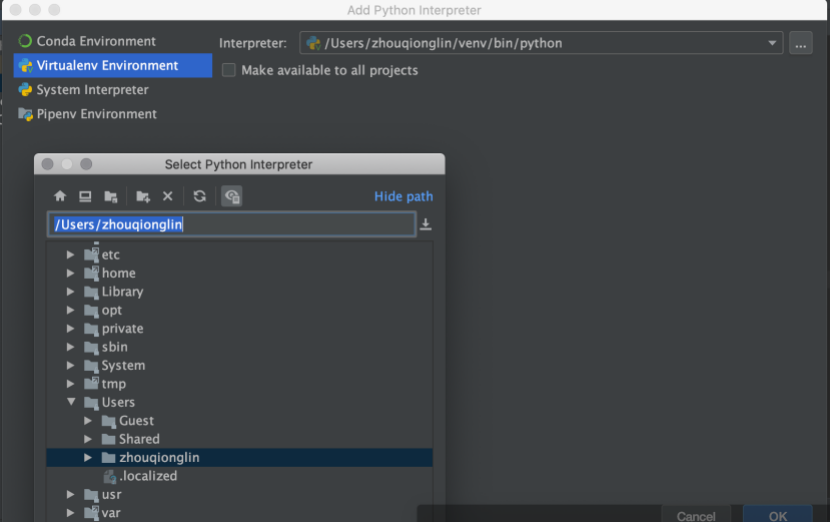 Add Python Interpreter
Conda Environment
Interpreter: /Users/zhouqionglin/venv/bin/python ...
Virtualenv Environment
Make available to all projects
System Interpreter
Pipenv Environment
Select Python Interpreter
Hide path
/Users/zhouqionglin
etc
home
Library
opt
private
sbin
System
tmp
Users
Guest
Shared
zhouqionglin
.localized
usr
var
Cancel OK